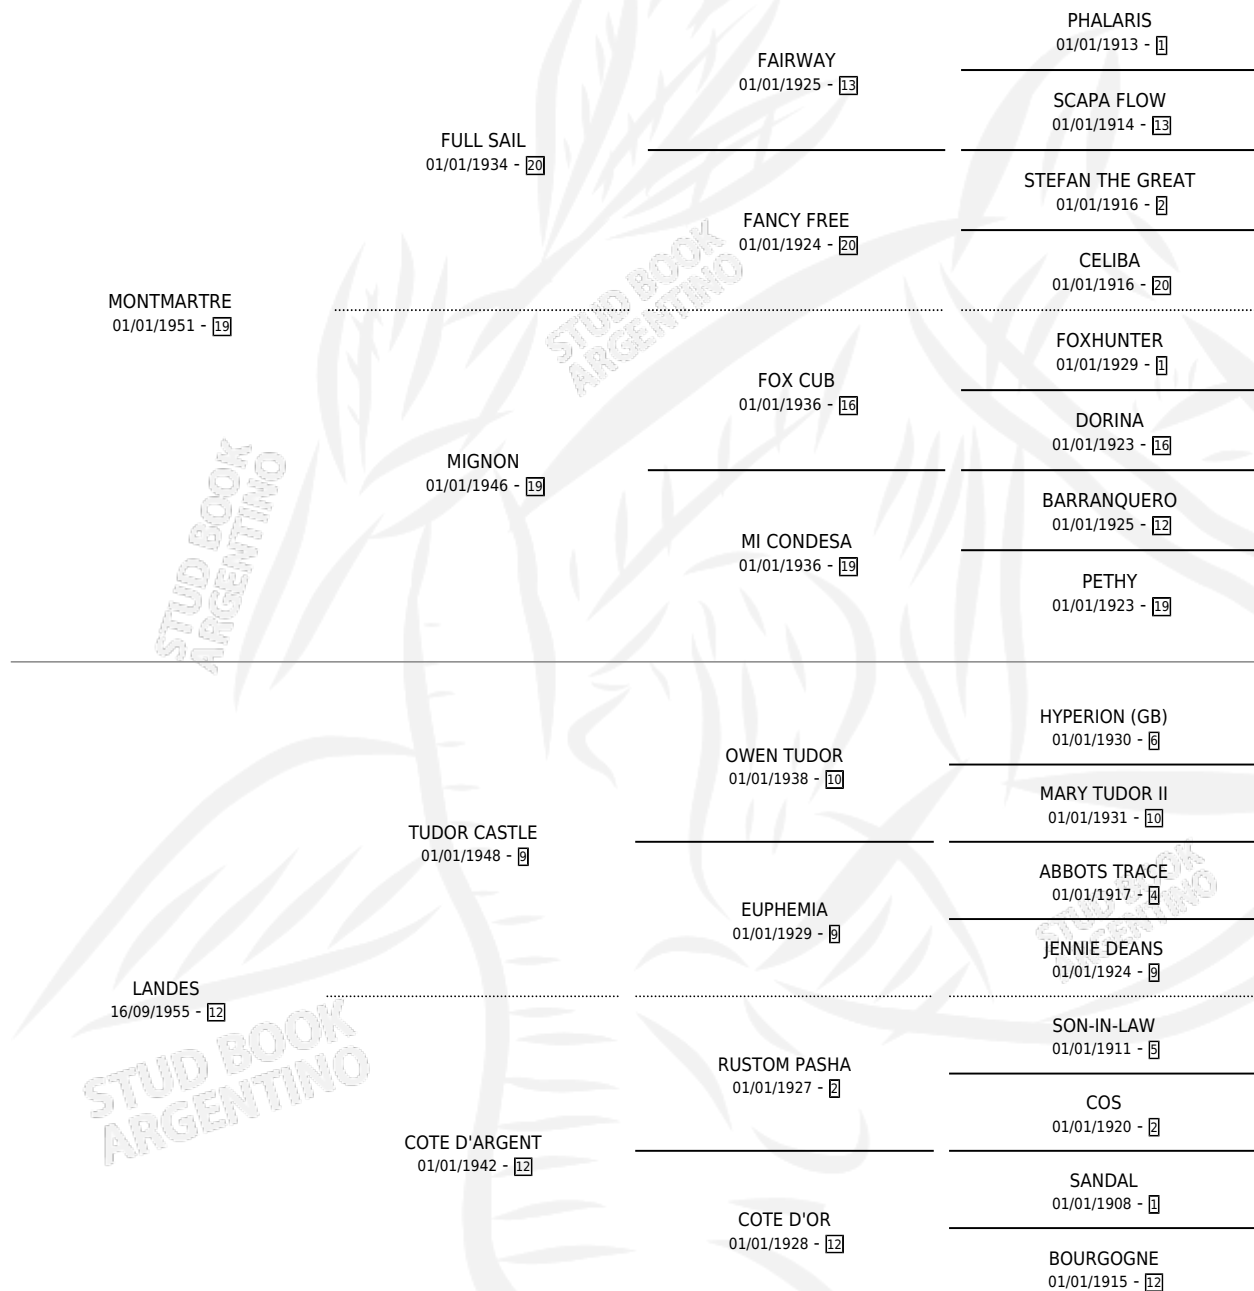 PHALARIS
01/01/1913 - 1
FAIRWAY
01/01/1925 - 13
SCAPA FLOW
01/01/1914 - 13
FULL SAIL
01/01/1934 - 20
STEFAN THE GREAT
01/01/1916 - 2
FANCY FREE
01/01/1924 - 20
CELIBA
01/01/1916 - 20
MONTMARTRE
01/01/1951 - 19
FOXHUNTER
01/01/1929 - 1
FOX CUB
01/01/1936 - 16
DORINA
01/01/1923 - 16
MIGNON
01/01/1946 - 19
BARRANQUERO
01/01/1925 - 12
MI CONDESA
01/01/1936 - 19
PETHY
01/01/1923 - 19
STUD BOOK
ARGENTINO
STUD BOOK
ARGENTINO
HYPERION (GB)
01/01/1930 - 6
OWEN TUDOR
01/01/1938 - 10
MARY TUDOR II
01/01/1931 - 10
TUDOR CASTLE
01/01/1948 - 9
ABBOTS TRACE
01/01/1917 - 4
EUPHEMIA
01/01/1929 - 9
JENNIE DEANS
01/01/1924 - 9
STUD BOOK
ARGENTINO
LANDES
16/09/1955 - 12
SON-IN-LAW
01/01/1911 - 5
RUSTOM PASHA
01/01/1927 - 2
COS
01/01/1920 - 2
COTE D'ARGENT
01/01/1942 - 12
SANDAL
01/01/1908 - 1
COTE D'OR
01/01/1928 - 12
BOURGOGNE
01/01/1915 - 12
STUD BOOK
ARGENTINO